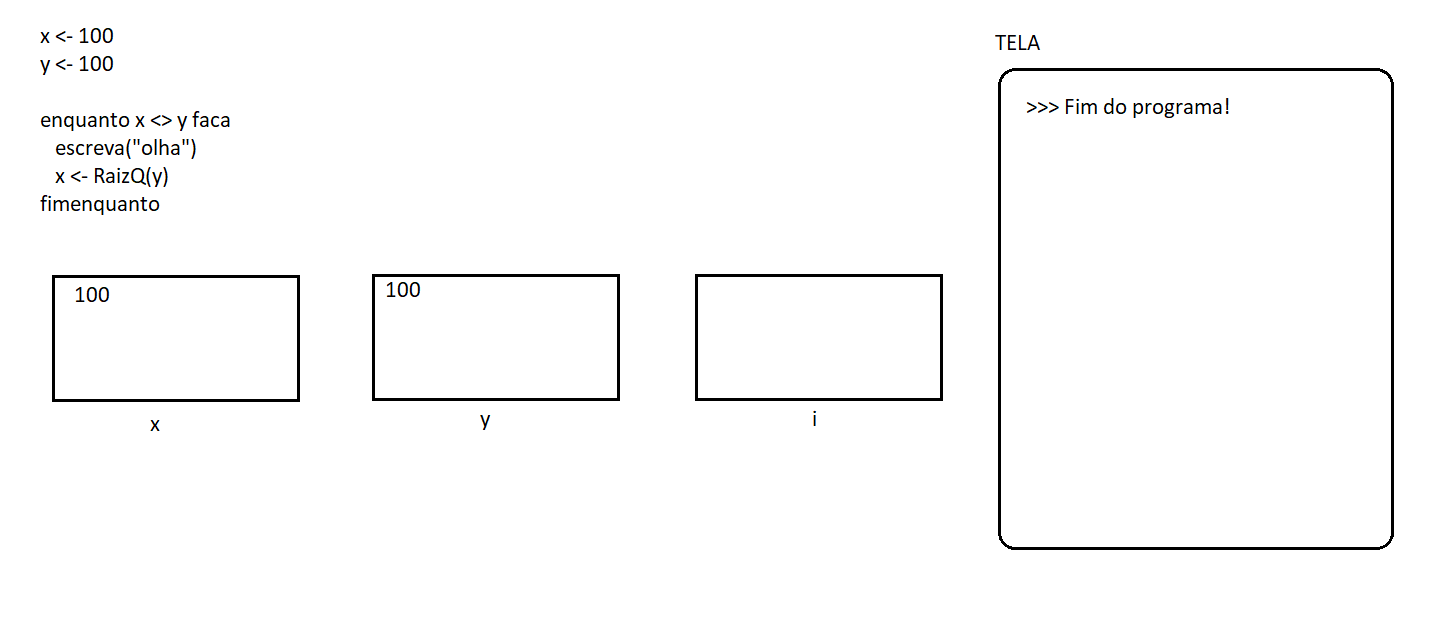 x <- 100
y <- 100
enquanto x <> y faca
escreva("olha")
x <- RaizQ(y)
fimenquanto
TELA
>>> Fim do programa!
100
100
x
y
i